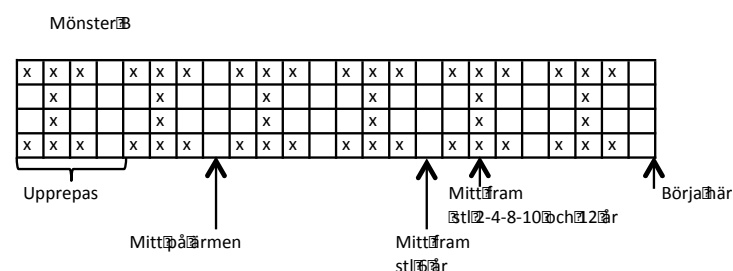 Mönster B
x x x x x x x x x x x x x x x x x x
x x x x x x
x x x x x x
x x x x x x x x x x x x x x x x x x
Upprepas
Mitt på ärmen
Mitt fram
stl 6 år
Mitt fram
stl 2-4-8-10 och 12 år
Börja här